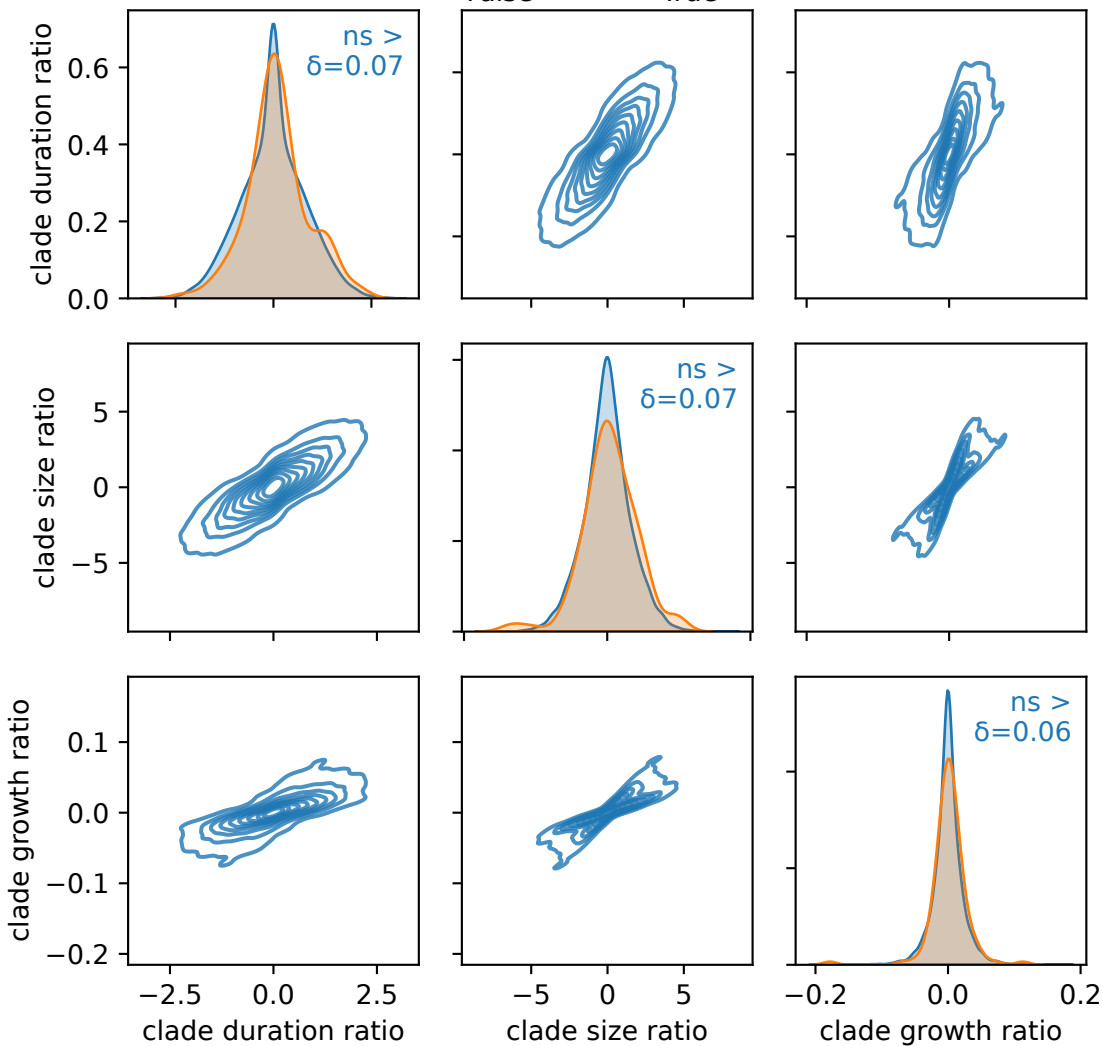 clade duration ratio
0.6
0.4
0.2
0.0
ns >
δ=0.07
clade size ratio
5
0
−5
ns >
δ=0.07
clade growth ratio
0.1
0.0
−0.1
−0.2
ns >
δ=0.06
−2.5 0.0 2.5
−5 0 5
−0.2 0.0 0.2
clade duration ratio
clade size ratio
clade growth ratio